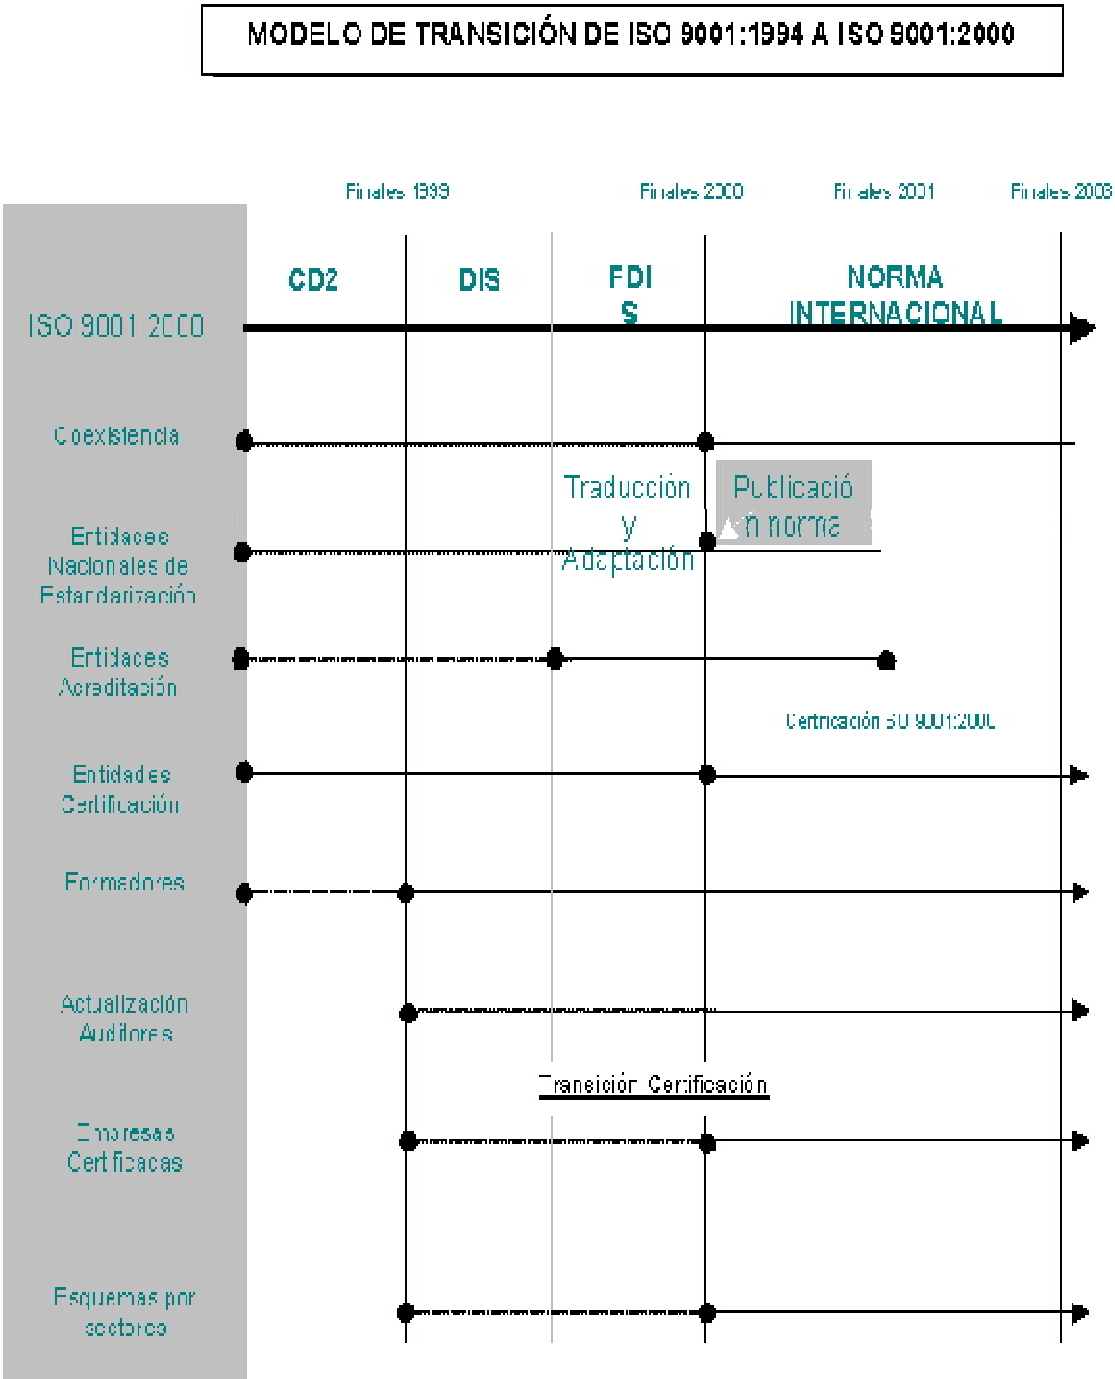 MODELO DE TRANSICIÓN DE ISO 9001:1994 A ISO 9001:2000
Finales 1999
Finales 2000
Finales 2001
Finales 2003
CD2
DIS
FDI
S
NORMA
INTERNACIONAL
ISO 9001 2000
Coexistencia
Traducción
y
Adaptación
Publicació
n norma
Entidades
Nacionales de
Estandarización
Entidades
Acreditación
Certificación ISO 9001:2000
Entidades
Certificación
Formadores
Actualización
Auditores
Transición Certificación
Empresas
Certificadas
Esquemas por
sectores